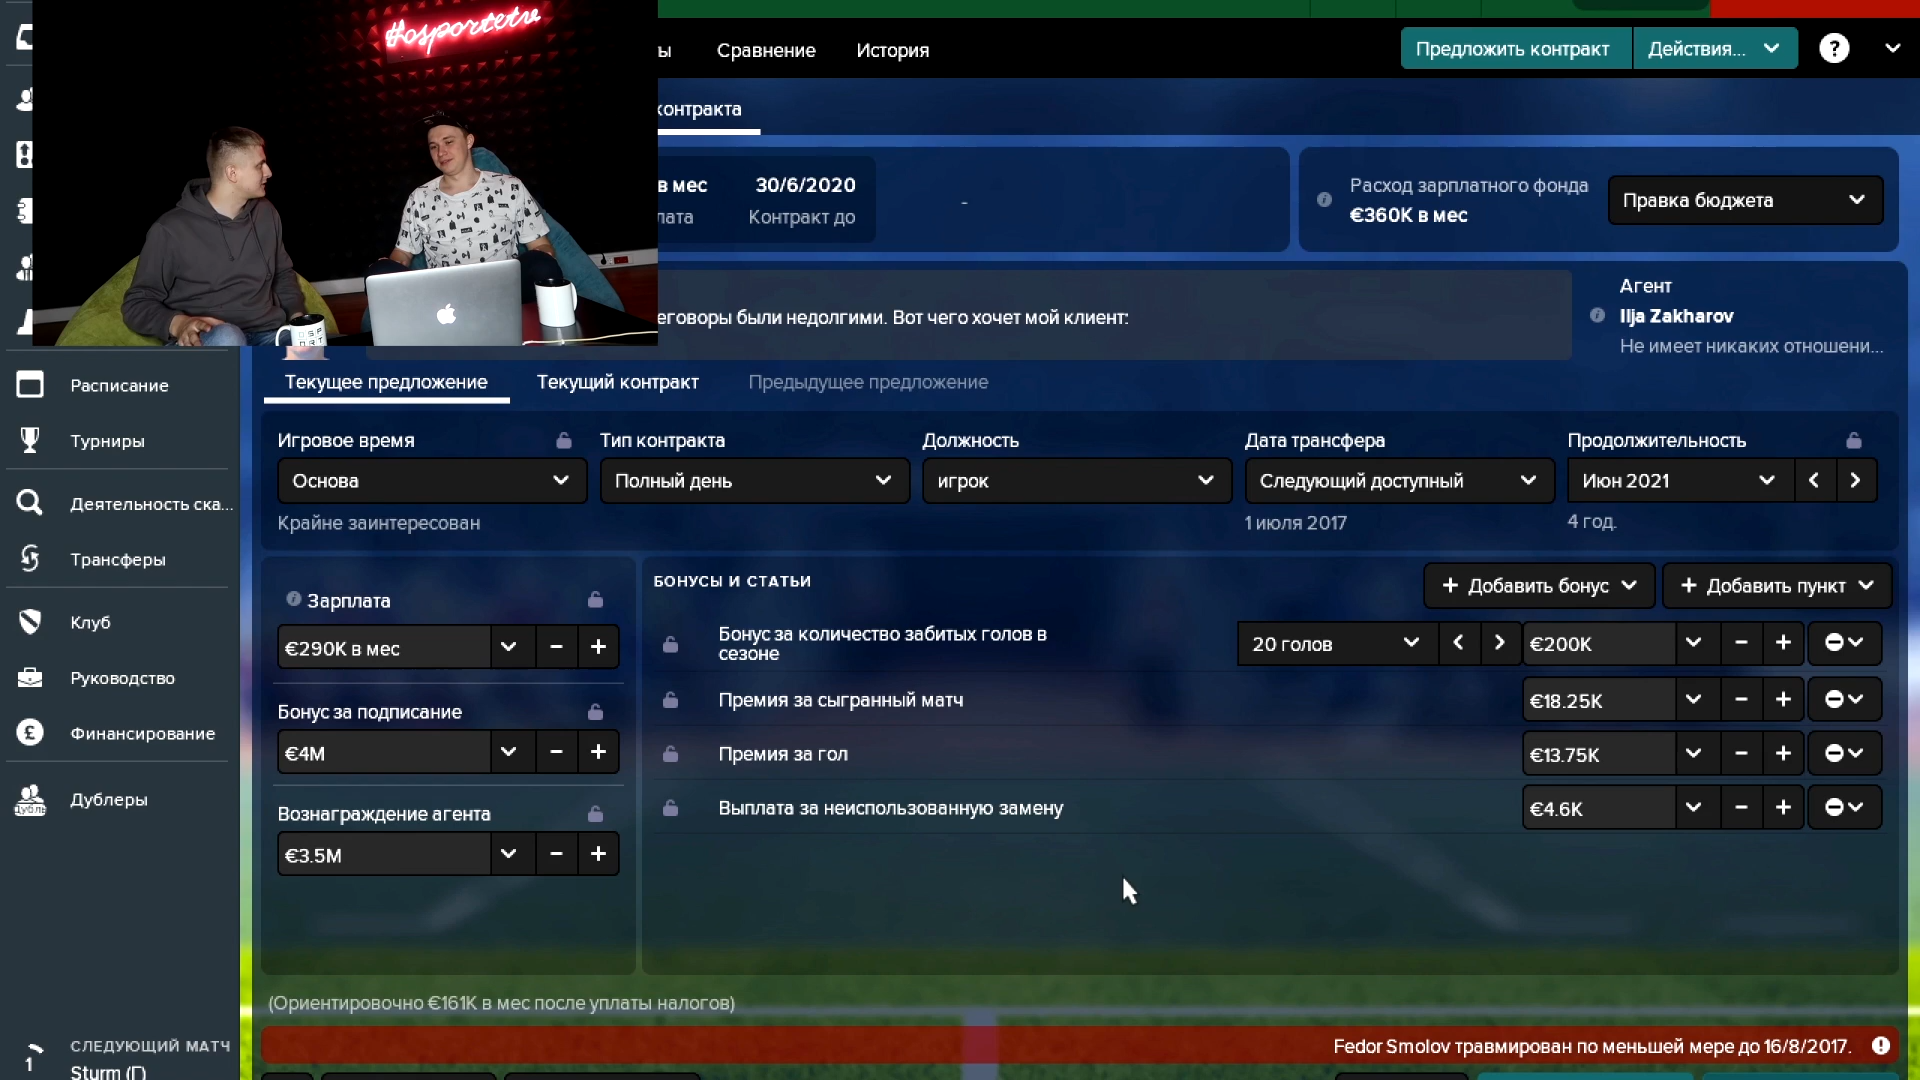 #osportetv
ы
Сравнение
История
Предложить контракт
Действия...
?
контракта
в мес
30/6/2020
лата
Контракт до
-
Расход зарплатного фонда
€360K в мес
Правка бюджета
еговоры были недолгими. Вот чего хочет мой клиент:
Агент
Ilja Zakharov
Не имеет никаких отношени...
Текущее предложение
Текущий контракт
Предыдущее предложение
Расписание
Турниры
Деятельность ска...
Трансферы
Клуб
Руководство
Финансирование
Дублеры
Игровое время
Тип контракта
Должность
Дата трансфера
Продолжительность
Основа
Полный день
игрок
Следующий доступный
Июн 2021
Крайне заинтересован
1 июля 2017
4 год.
Зарплата
€290K в мес
Бонус за подписание
€4M
Вознаграждение агента
€3.5M
БОНУСЫ И СТАТЬИ
+ Добавить бонус
+ Добавить пункт
Бонус за количество забитых голов в
сезоне
20 голов
€200K
Премия за сыгранный матч
€18.25K
Премия за гол
€13.75K
Выплата за неиспользованную замену
€4.6K
(Ориентировочно €161K в мес после уплаты налогов)
Fedor Smolov травмирован по меньшей мере до 16/8/2017.
1
СЛЕДУЮЩИЙ МАТЧ
Sturm (Г)